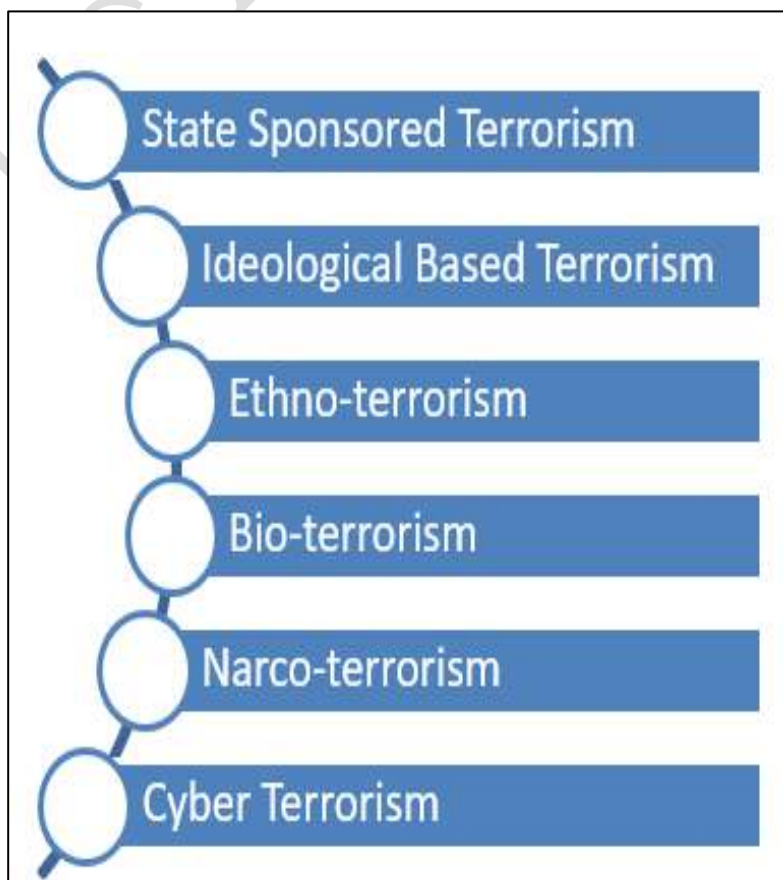 State Sponsored Terrorism
Ideological Based Terrorism
Ethno-terrorism
Bio-terrorism
Narco-terrorism
Cyber Terrorism